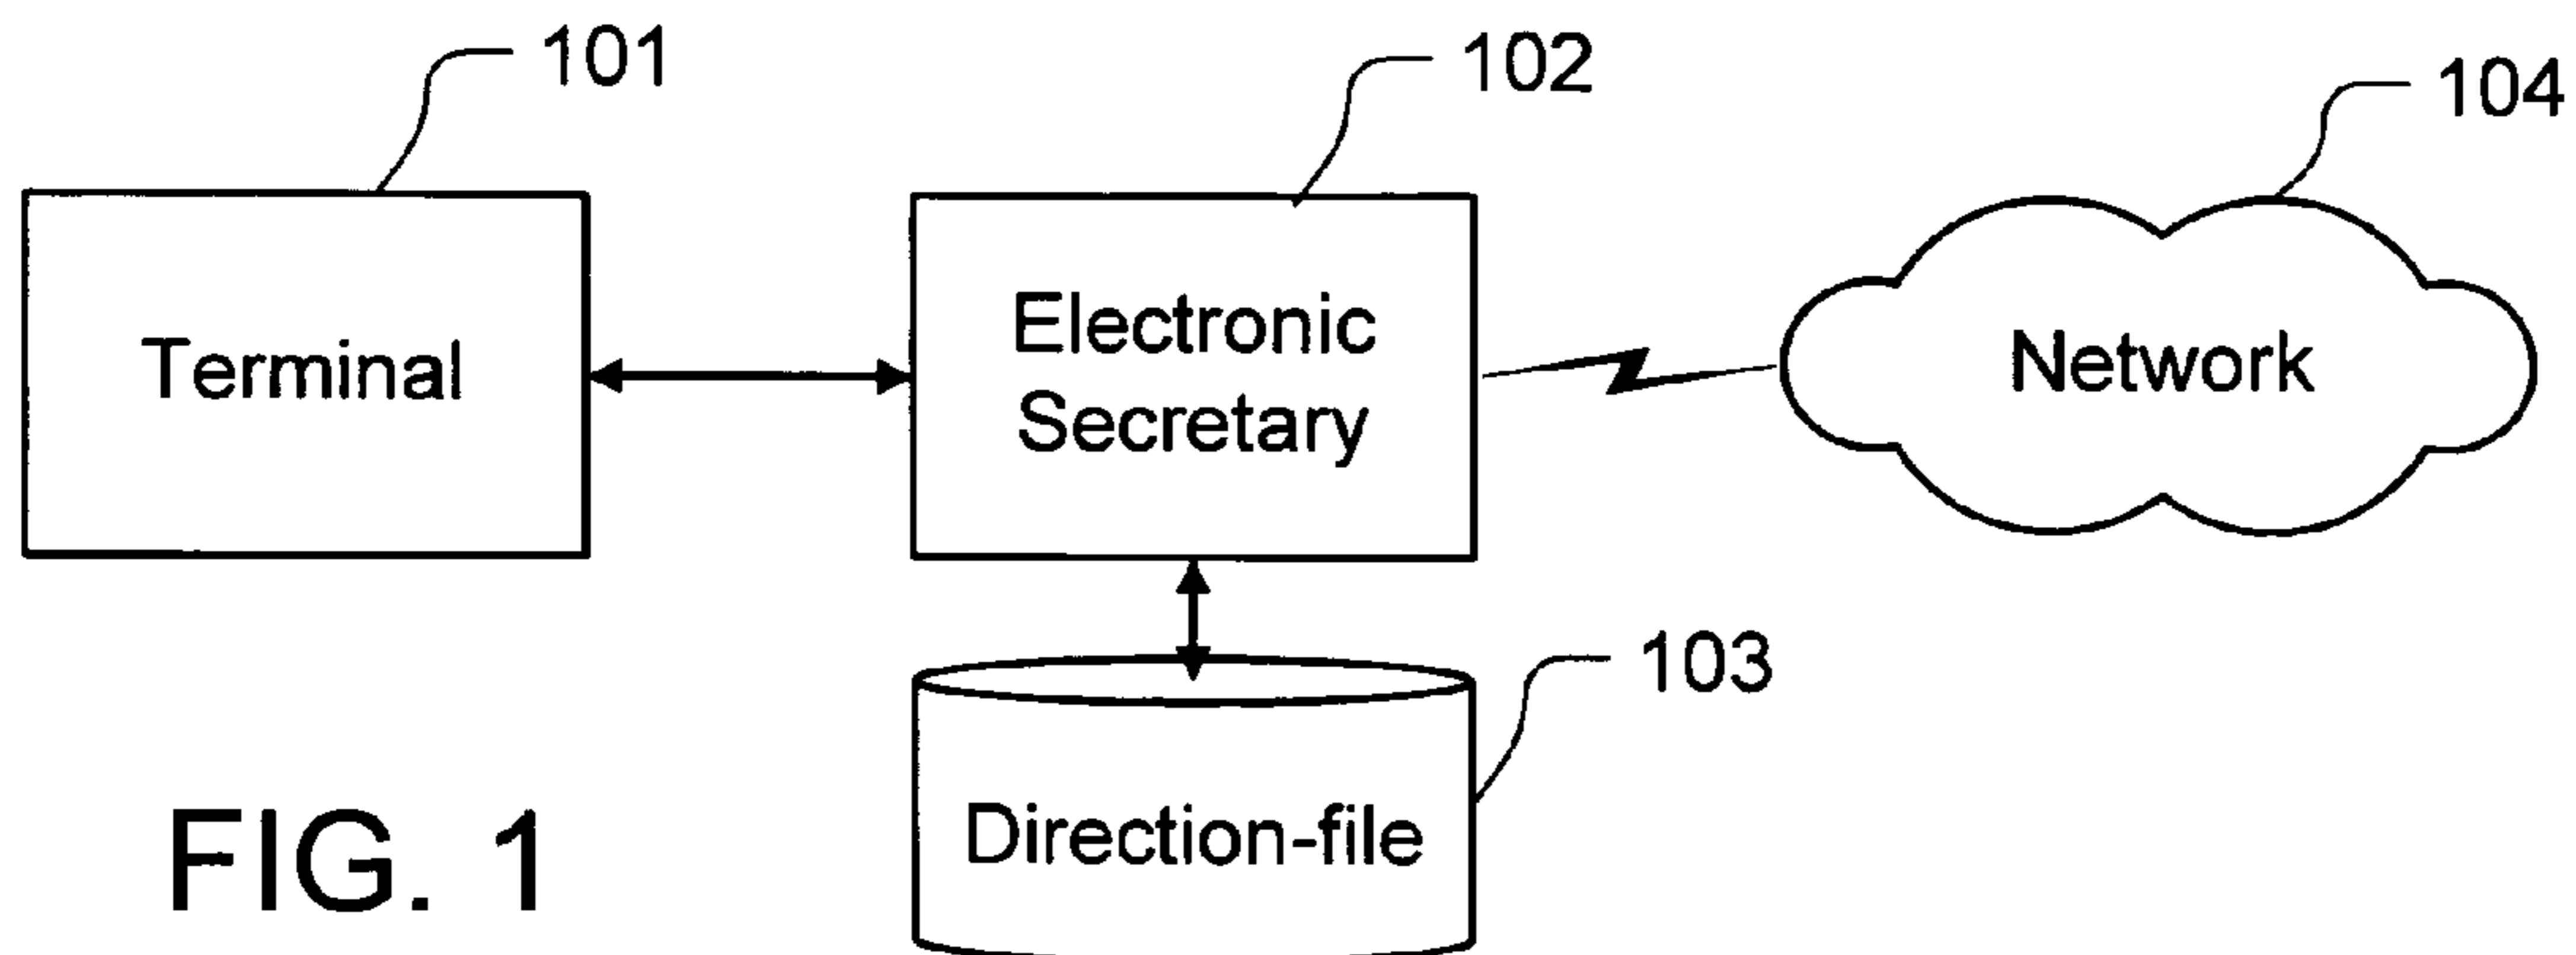 101
102
104
Terminal
Electronic
Secretary
Network
103
Direction-file
FIG. 1